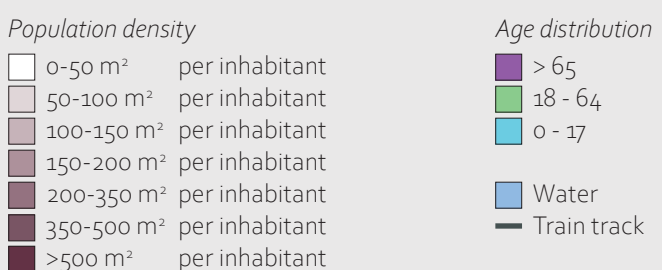 Population density
0-50 m² per inhabitant
50-100 m² per inhabitant
100-150 m² per inhabitant
150-200 m² per inhabitant
200-350 m² per inhabitant
350-500 m² per inhabitant
>500 m² per inhabitant
Age distribution
> 65
18 - 64
0 - 17
Water
Train track